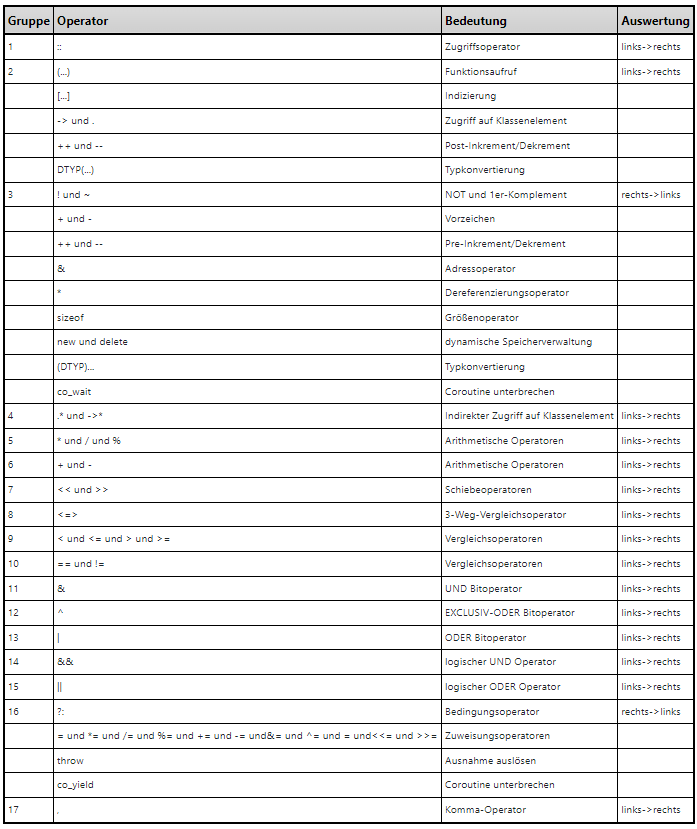 Gruppe Operator Bedeutung Auswertung
1 :: Zugriffsoperator links->rechts
2 (...) Funktionsaufruf links->rechts
[...] Indizierung
-> und . Zugriff auf Klassenelement
++ und -- Post-Inkrement/Dekrement
DTYP(...) Typkonvertierung
3 ! und ~ NOT und 1er-Komplement rechts->links
+ und - Vorzeichen
++ und -- Pre-Inkrement/Dekrement
& Adressoperator
* Dereferenzierungsoperator
sizeof Größenoperator
new und delete dynamische Speicherverwaltung
(DTYP)... Typkonvertierung
co_wait Coroutine unterbrechen
4 .* und ->* Indirekter Zugriff auf Klassenelement links->rechts
5 * und / und % Arithmetische Operatoren links->rechts
6 + und - Arithmetische Operatoren links->rechts
7 << und >> Schiebeoperatoren links->rechts
8 <=> 3-Weg-Vergleichsoperator links->rechts
9 < und <= und > und >= Vergleichsoperatoren links->rechts
10 == und != Vergleichsoperatoren links->rechts
11 & UND Bitoperator links->rechts
12 ^ EXCLUSIV-ODER Bitoperator links->rechts
13 | ODER Bitoperator links->rechts
14 && logischer UND Operator links->rechts
15 || logischer ODER Operator links->rechts
16 ?: Bedingungsoperator rechts->links
= und *= und /= und %= und += und -= und&= und ^= und = und<<= und >>= Zuweisungsoperatoren
throw Ausnahme auslösen
co_yield Coroutine unterbrechen
17 , Komma-Operator links->rechts